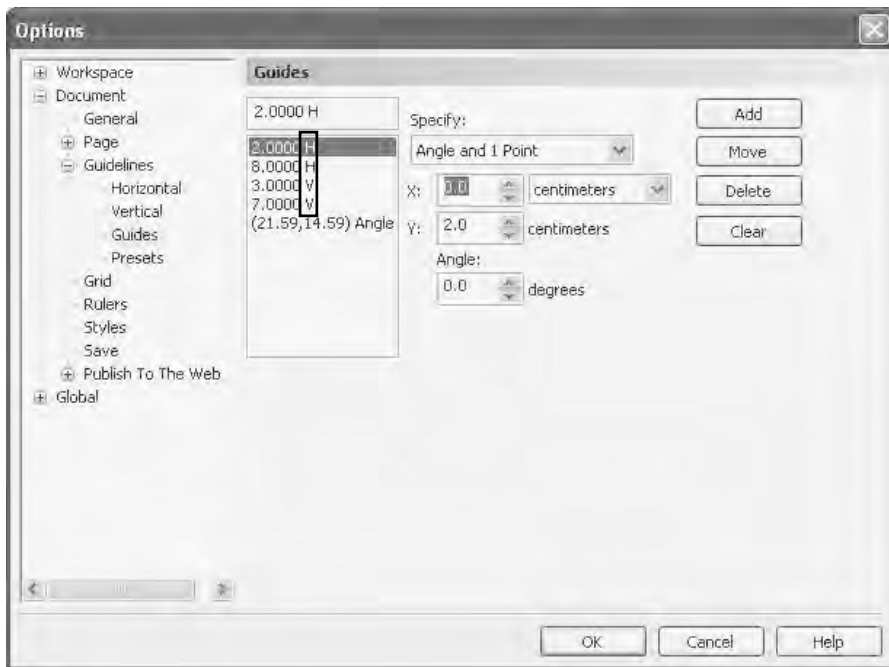 Options
Workspace
Document
General
Page
Guidelines
Horizontal
Vertical
Guides
Presets
Grid
Rulers
Styles
Save
Publish To The Web
Global
Guides
2.0000 H
2.0000 H
8.0000 H
3.0000 V
7.0000 V
(21.59,14.59) Angle
Specify:
Angle and 1 Point
X: 0.0 centimeters
Y: 2.0 centimeters
Angle:
0.0 degrees
Add
Move
Delete
Clear
OK Cancel Help